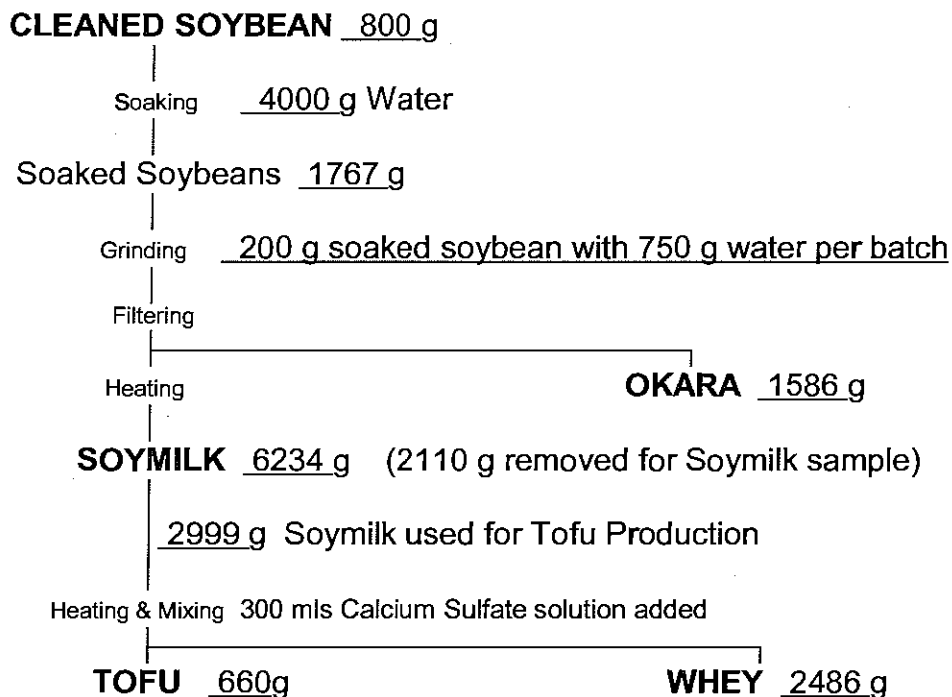 CLEANED SOYBEAN 800 g
Soaking 4000 g Water
Soaked Soybeans 1767 g
Grinding 200 g soaked soybean with 750 g water per batch
Filtering
Heating OKARA 1586 g
SOYMILK 6234 g (2110 g removed for Soymilk sample)
2999 g Soymilk used for Tofu Production
Heating & Mixing 300 mls Calcium Sulfate solution added
TOFU 660g WHEY 2486 g